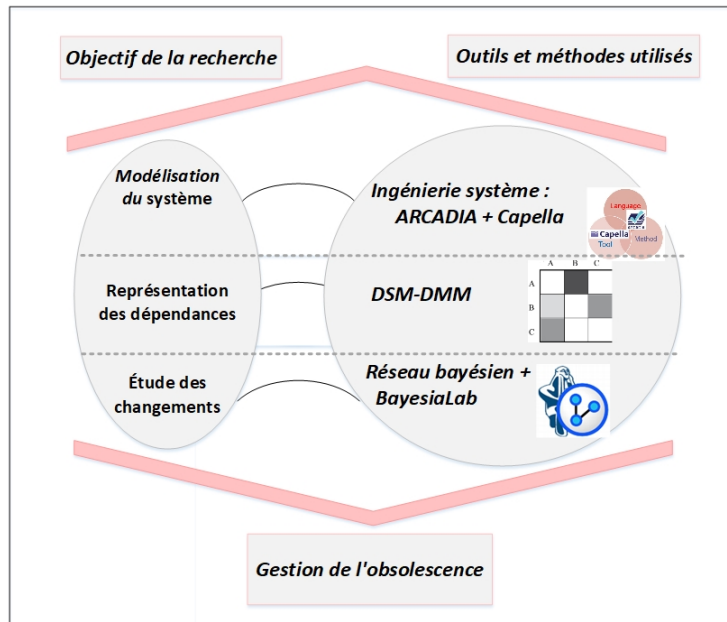 Objectif de la recherche
Outils et méthodes utilisés
Modélisation
du système
Ingénierie système :
ARCADIA + Capella
Language
Capella
Tool
Method
Représentation
des dépendances
DSM-DMM
A B C
A
B
C
Étude des
changements
Réseau bayésien +
BayesiaLab
Gestion de l'obsolescence